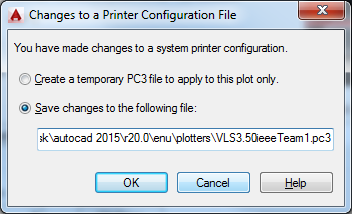 Changes to a Printer Configuration File
You have made changes to a system printer configuration.
Create a temporary PC3 file to apply to this plot only.
Save changes to the following file:
sk\autocad 2015\r20.0\enu\plotters\VLS3.50ieeeTeam1.pc3
OK Cancel Help